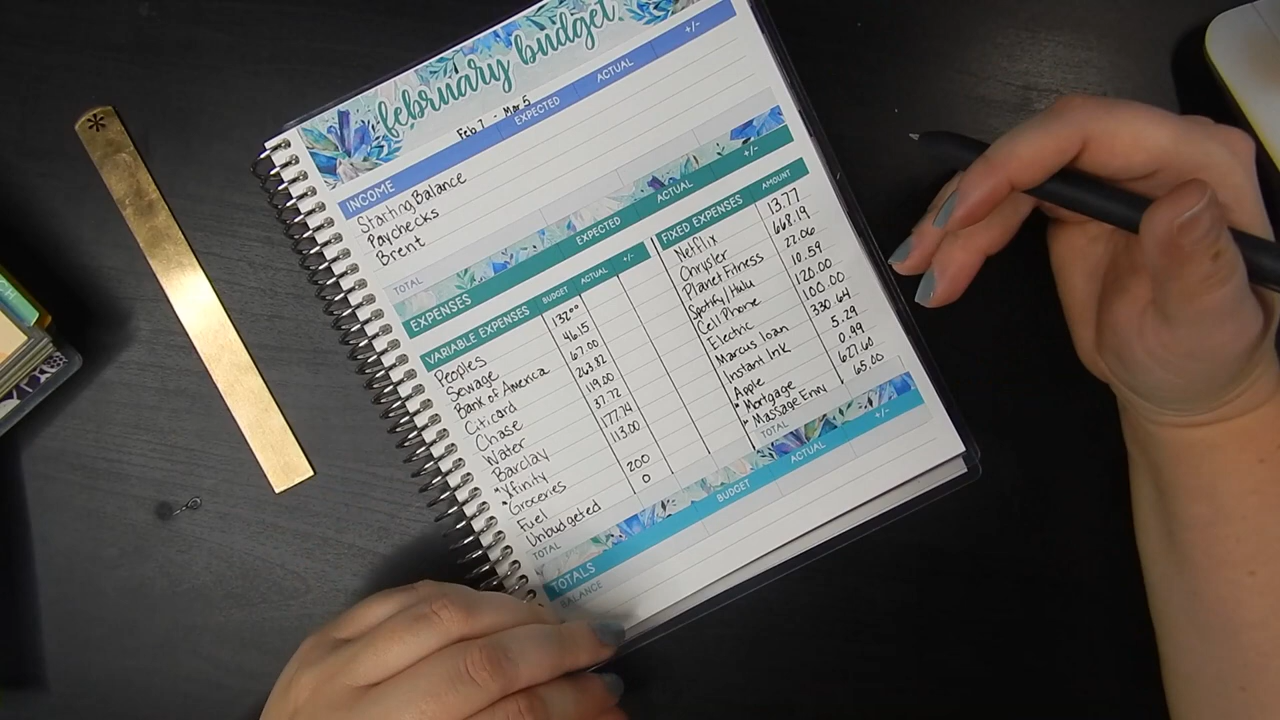 february budget
Feb 7 - Mar 5
INCOME EXPECTED ACTUAL +/-
Starting Balance
Paychecks
Brent
TOTAL
EXPENSES EXPECTED ACTUAL +/-
VARIABLE EXPENSES BUDGET ACTUAL +/-
Peoples 132.00
Sewage 46.15
Bank of America 67.00
Citicard 263.82
Chase 119.00
Water 37.72
Barclay 177.74
*Xfinity 113.00
*Groceries
Fuel 200
Unbudgeted 0
TOTAL
FIXED EXPENSES AMOUNT
Netflix 13.77
Chrysler 668.19
Planet Fitness 22.06
Spotify/Hulu 10.59
Cell Phone 120.00
Electric 100.00
Marcus loan 330.64
Instant Ink 5.29
Apple 0.99
*Mortgage 627.60
*Massage Envy 65.00
TOTAL
TOTALS BUDGET ACTUAL +/-
BALANCE